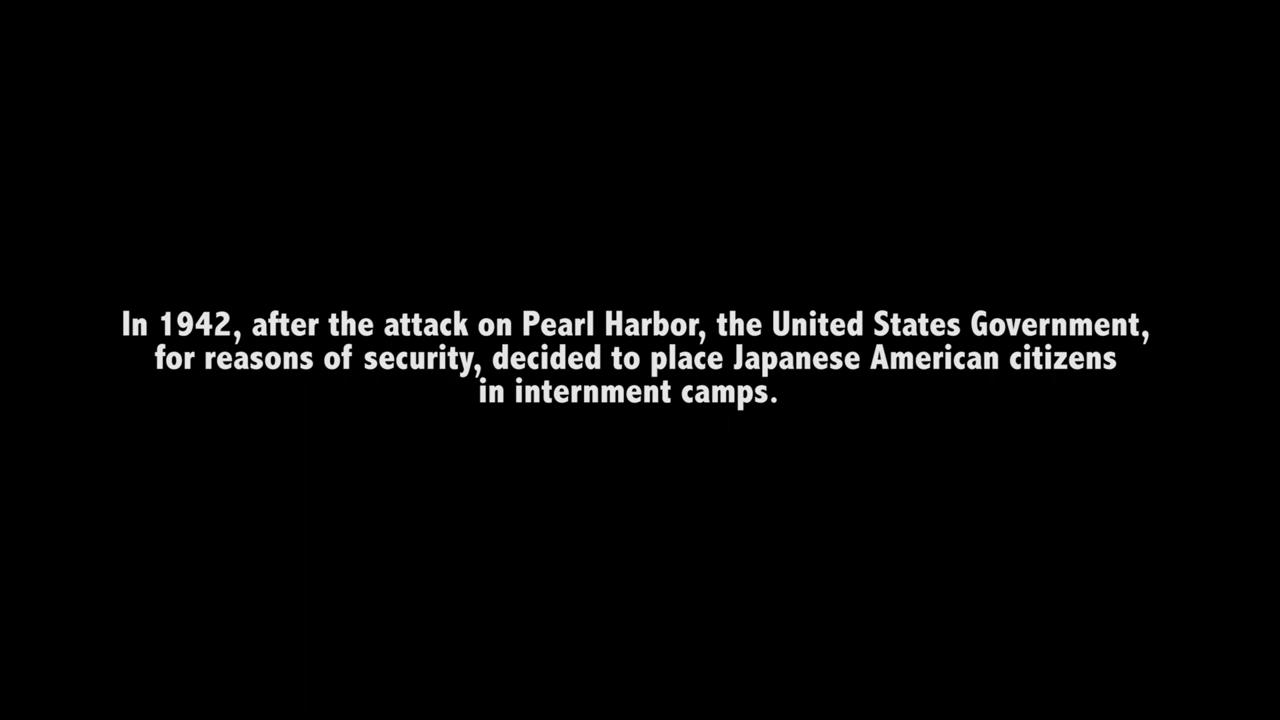 In 1942, after the attack on Pearl Harbor, the United States Government,
for reasons of security, decided to place Japanese American citizens
in internment camps.